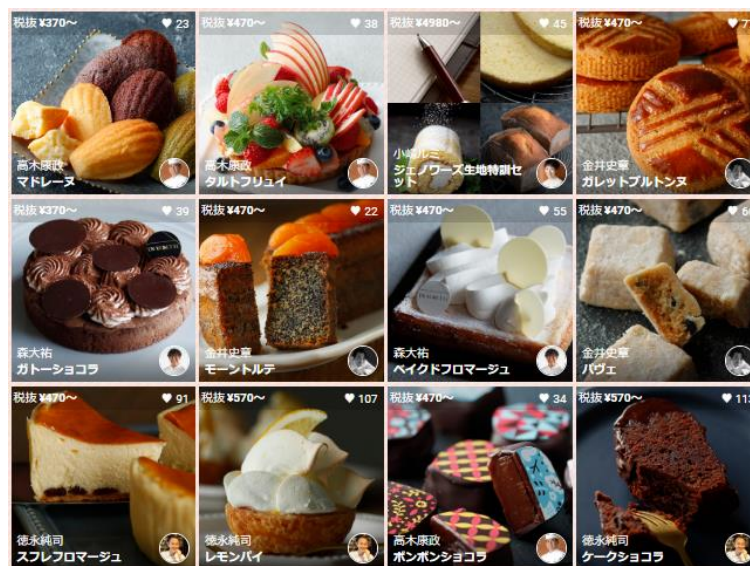 税抜 ¥370〜 ♥ 23
高木康政
マドレーヌ
税抜 ¥470〜 ♥ 38
高木康政
タルトフリュイ
税抜 ¥4980〜 ♥ 45
小嶋ルミ
ジェノワーズ生地特訓セ
ット
税抜 ¥470〜
金井史章
ガレットブルトンヌ
税抜 ¥370〜 ♥ 39
森大祐
ガトーショコラ
税抜 ¥470〜 ♥ 22
金井史章
モーントルテ
税抜 ¥470〜 ♥ 55
森大祐
ベイクドフロマージュ
税抜 ¥470〜
金井史章
パヴェ
税抜 ¥470〜 ♥ 91
徳永純司
スフレフロマージュ
税抜 ¥570〜 ♥ 107
徳永純司
レモンパイ
税抜 ¥470〜 ♥ 34
高木康政
ボンボンショコラ
税抜 ¥570〜 ♥ 113
徳永純司
ケークショコラ